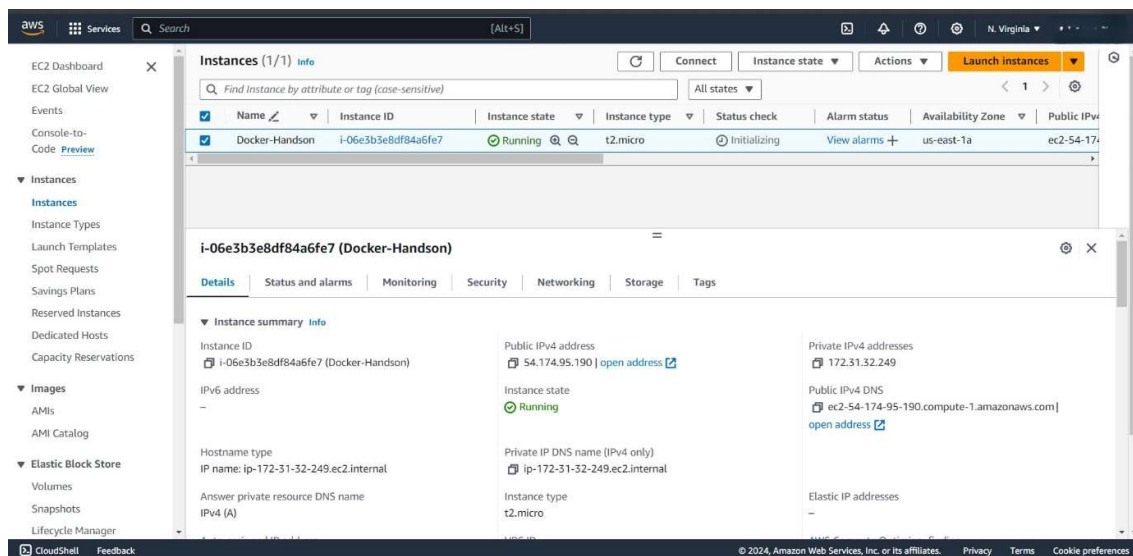 aws Services Search [Alt+S] N. Virginia
EC2 Dashboard
EC2 Global View
Events
Console-to-
Code Preview
Instances
Instances
Instance Types
Launch Templates
Spot Requests
Savings Plans
Reserved Instances
Dedicated Hosts
Capacity Reservations
Images
AMIs
AMI Catalog
Elastic Block Store
Volumes
Snapshots
Lifecycle Manager
Instances (1/1) Info Connect Instance state Actions Launch instances
Find Instance by attribute or tag (case-sensitive) All states 1
Name Instance ID Instance state Instance type Status check Alarm status Availability Zone Public IPv4
Docker-Handson i-06e3b3e8df84a6fe7 Running t2.micro Initializing View alarms + us-east-1a ec2-54-17
i-06e3b3e8df84a6fe7 (Docker-Handson)
Details Status and alarms Monitoring Security Networking Storage Tags
Instance summary Info
Instance ID Public IPv4 address Private IPv4 addresses
i-06e3b3e8df84a6fe7 (Docker-Handson) 54.174.95.190 | open address 172.31.32.249
IPv6 address Instance state Public IPv4 DNS
– Running ec2-54-174-95-190.compute-1.amazonaws.com |
open address
Hostname type Private IP DNS name (IPv4 only)
IP name: ip-172-31-32-249.ec2.internal ip-172-31-32-249.ec2.internal
Answer private resource DNS name Instance type Elastic IP addresses
IPv4 (A) t2.micro –
CloudShell Feedback © 2024, Amazon Web Services, Inc. or its affiliates. Privacy Terms Cookie preferences